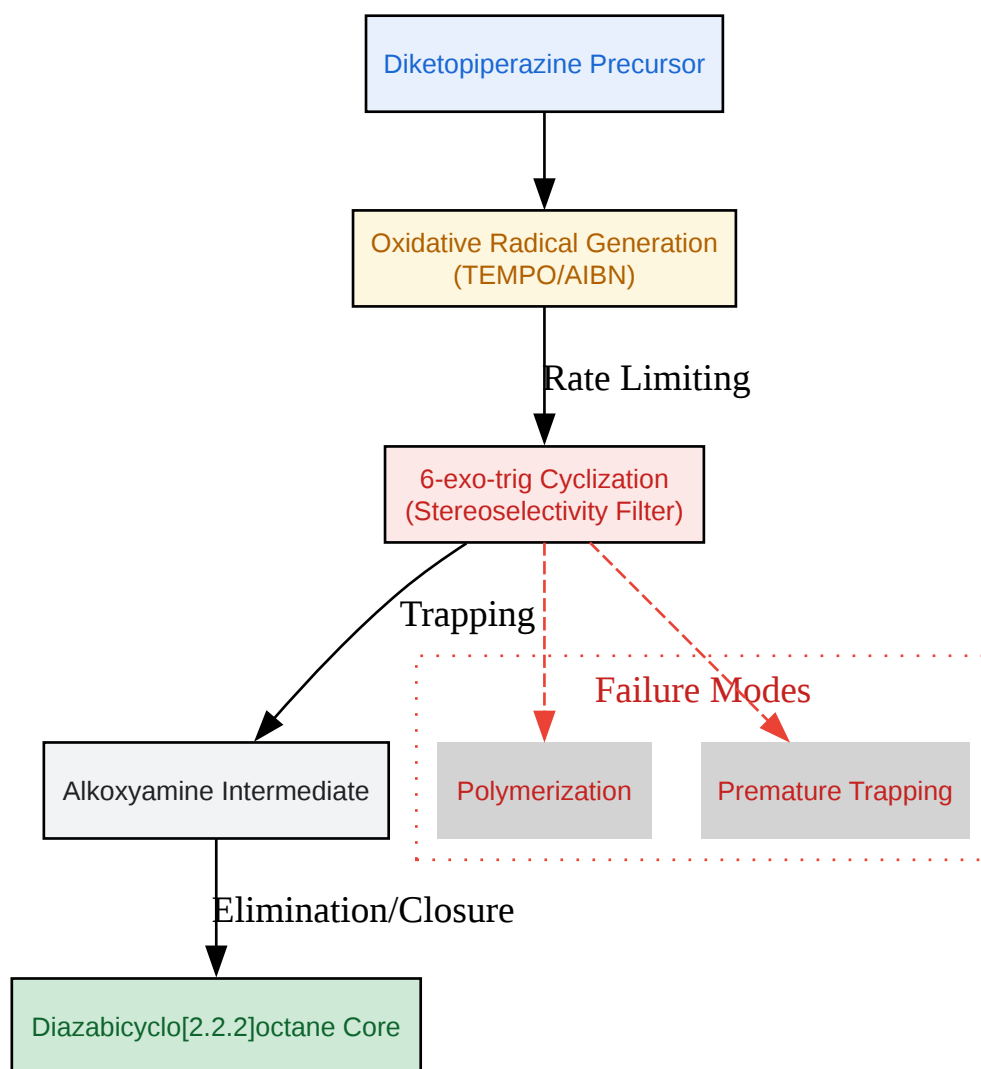 Diketopiperazine Precursor
Oxidative Radical Generation
(TEMPO/AIBN)
Rate Limiting
6-exo-trig Cyclization
(Stereoselectivity Filter)
Trapping
Failure Modes
Alkoxyamine Intermediate
Polymerization
Premature Trapping
Elimination/Closure
Diazabicyclo[2.2.2]octane Core